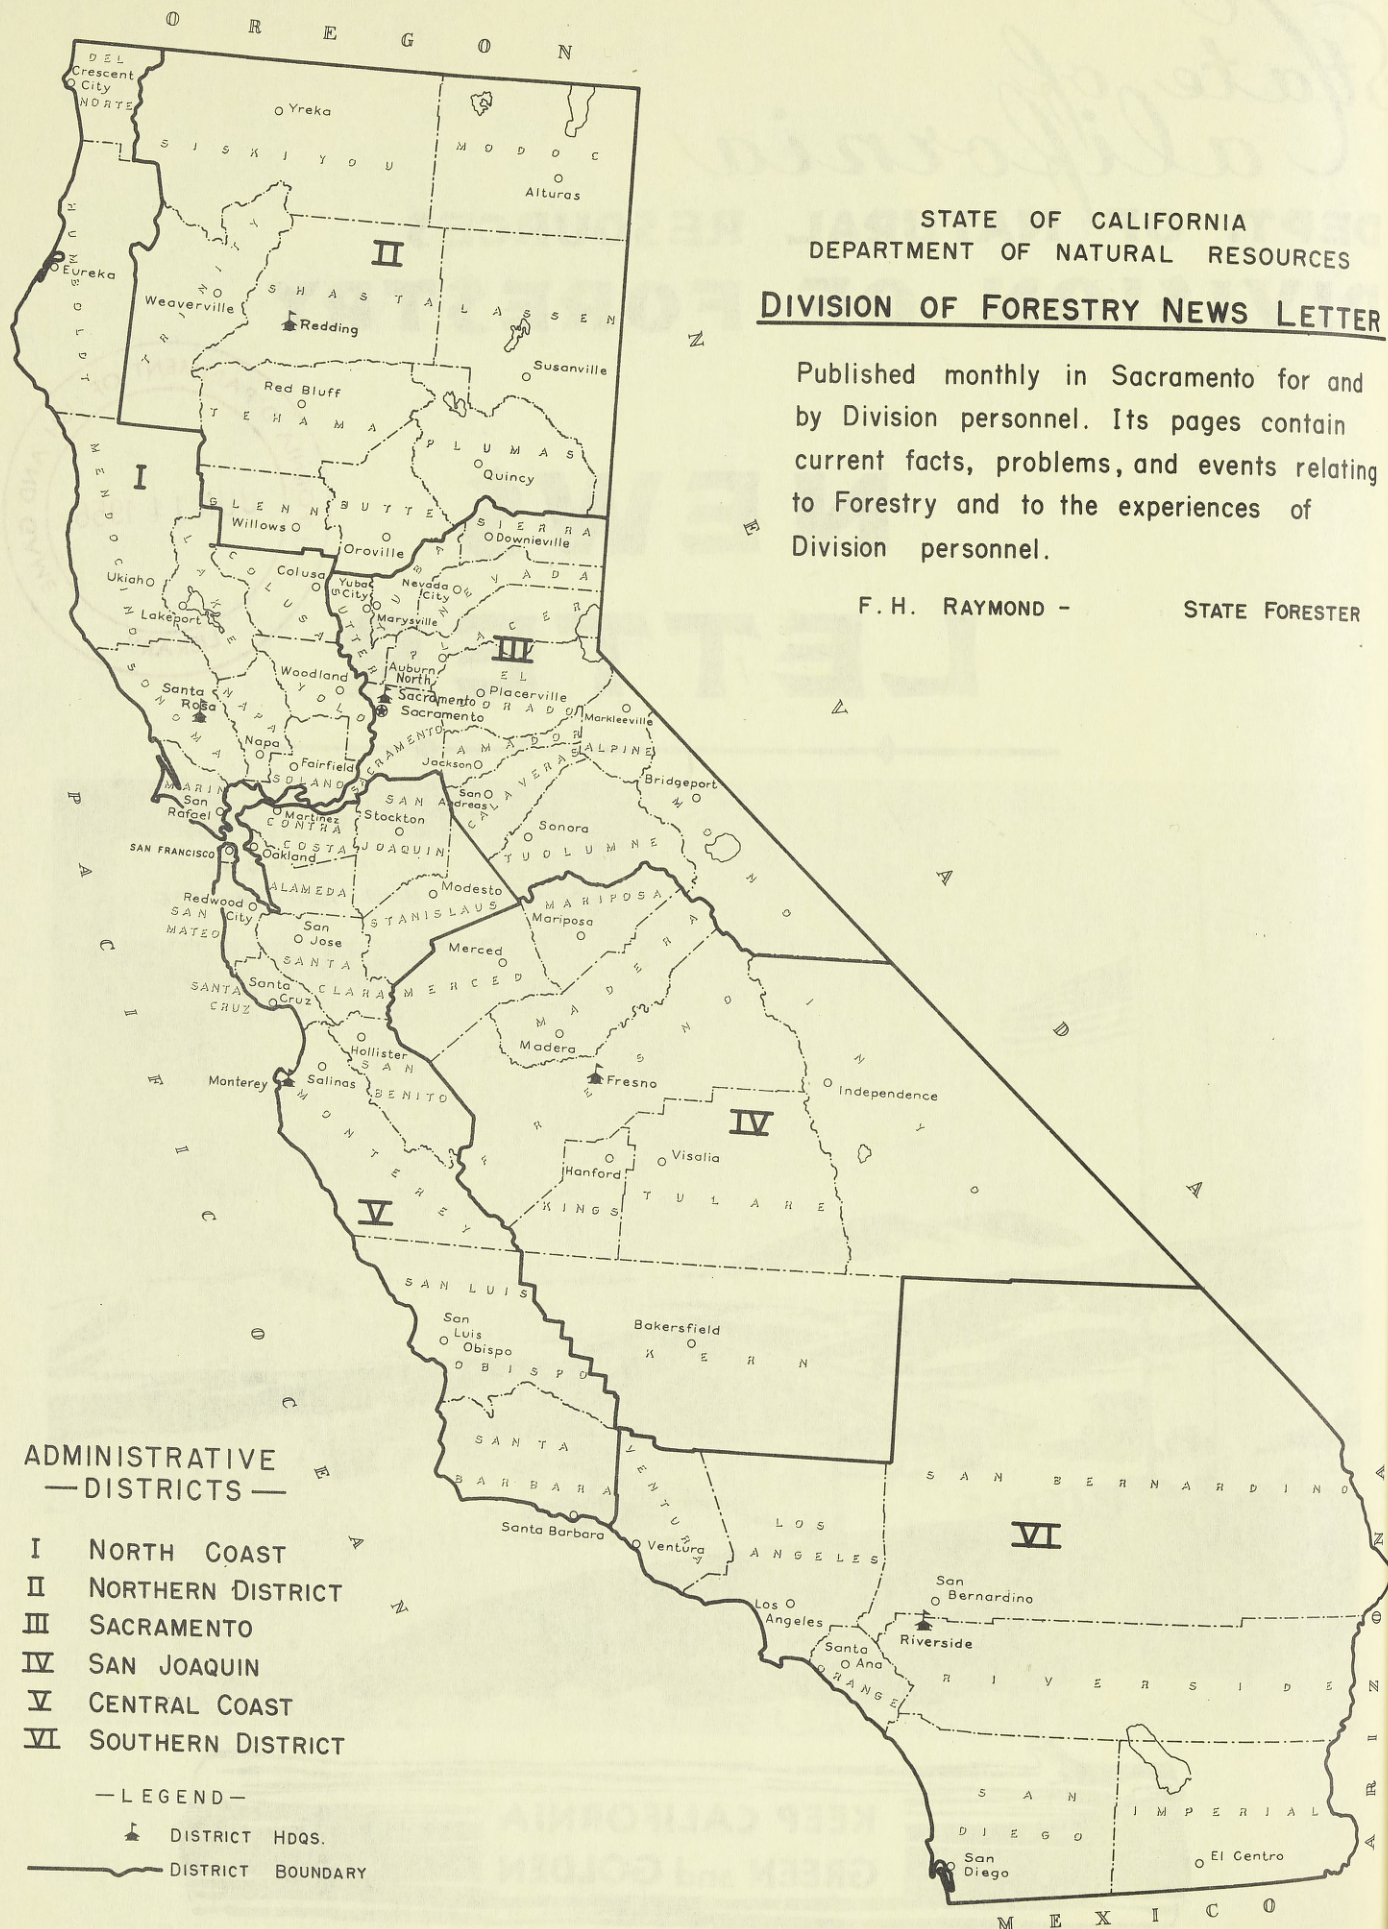 O R E G O N
STATE OF CALIFORNIA
DEPARTMENT OF NATURAL RESOURCES
DIVISION OF FORESTRY NEWS LETTER
Published monthly in Sacramento for and
by Division personnel. Its pages contain
current facts, problems, and events relating
to Forestry and to the experiences of
Division personnel.
F. H. RAYMOND - STATE FORESTER
DEL
NORTE
Crescent
City
Yreka
SISKIYOU
MODOC
Alturas
HUMBOLDT
Eureka
TRINITY
Weaverville
II
SHASTA
Redding
LASSEN
Susanville
Red Bluff
TEHAMA
PLUMAS
Quincy
I
MENDOCINO
GLENN
Willows
BUTTE
Oroville
SIERRA
Downieville
Ukiah
LAKE
Lakeport
COLUSA
Colusa
Yuba
City
SUTTER
YUBA
Marysville
Nevada
City
NEVADA
PLACER
III
Auburn
North
Sacramento
Sacramento
SACRAMENTO
EL
DORADO
Placerville
SONOMA
Santa
Rosa
NAPA
Napa
Woodland
YOLO
Fairfield
SOLANO
AMADOR
Jackson
Markleeville
ALPINE
CALAVERAS
San
Andreas
Bridgeport
MONO
MARIN
San
Rafael
Martinez
CONTRA
COSTA
SAN
JOAQUIN
Stockton
Sonora
TUOLUMNE
SAN FRANCISCO
Oakland
ALAMEDA
Modesto
STANISLAUS
Redwood
City
SAN
MATEO
San
Jose
SANTA
CLARA
MARIPOSA
Mariposa
Merced
MERCED
SANTA
CRUZ
Santa
Cruz
MADERA
Madera
Hollister
SAN
BENITO
Monterey
Salinas
MONTEREY
FRESNO
Fresno
INYO
Independence
IV
Hanford
KINGS
Visalia
TULARE
V
SAN LUIS
OBISPO
San
Luis
Obispo
Bakersfield
KERN
SANTA
BARBARA
Santa Barbara
VENTURA
Ventura
LOS
ANGELES
Los
Angeles
SAN BERNARDINO
VI
San
Bernardino
Riverside
RIVERSIDE
Santa
Ana
ORANGE
SAN
DIEGO
San
Diego
IMPERIAL
El Centro
N E V A D A
P A C I F I C O C E A N
A R I Z O N A
M E X I C O
ADMINISTRATIVE
— DISTRICTS —
I NORTH COAST
II NORTHERN DISTRICT
III SACRAMENTO
IV SAN JOAQUIN
V CENTRAL COAST
VI SOUTHERN DISTRICT
— LEGEND —
DISTRICT HDQS.
DISTRICT BOUNDARY